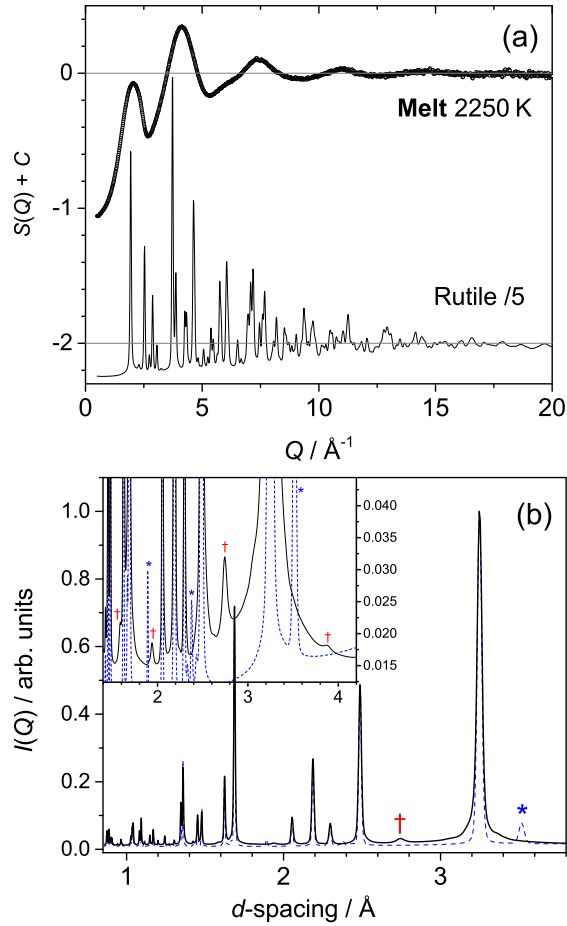 (a)
0
Melt 2250 K
-1
S(Q) + C
Rutile /5
-2
0 5 10 15 20
Q / Å⁻¹
(b)
1.0
0.8
0.6
0.4
0.2
0.0
I(Q) / arb. units
0.040
0.035
0.030
0.025
0.020
0.015
† * † * † * †
2 3 4
† *
1 2 3
d-spacing / Å